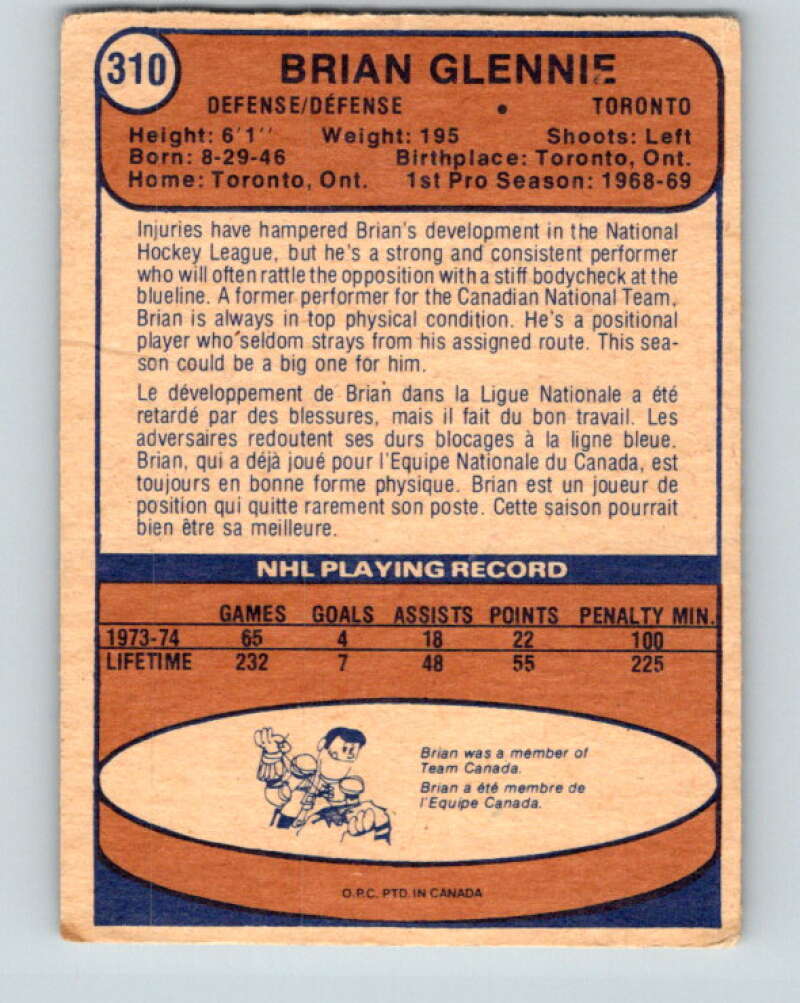 310
BRIAN GLENNIE
DEFENSE/DÉFENSE • TORONTO
Height: 6'1'' Weight: 195 Shoots: Left
Born: 8-29-46 Birthplace: Toronto, Ont.
Home: Toronto, Ont. 1st Pro Season: 1968-69
Injuries have hampered Brian's development in the National
Hockey League, but he's a strong and consistent performer
who will often rattle the opposition with a stiff bodycheck at the
blueline. A former performer for the Canadian National Team,
Brian is always in top physical condition. He's a positional
player who seldom strays from his assigned route. This sea-
son could be a big one for him.
Le développement de Brian dans la Ligue Nationale a été
retardé par des blessures, mais il fait du bon travail. Les
adversaires redoutent ses durs blocages à la ligne bleue.
Brian, qui a déjà joué pour l'Equipe Nationale du Canada, est
toujours en bonne forme physique. Brian est un joueur de
position qui quitte rarement son poste. Cette saison pourrait
bien être sa meilleure.
NHL PLAYING RECORD
GAMES GOALS ASSISTS POINTS PENALTY MIN.
1973-74 65 4 18 22 100
LIFETIME 232 7 48 55 225
Brian was a member of
Team Canada.
Brian a été membre de
l'Equipe Canada.
O.P.C. PTD. IN CANADA